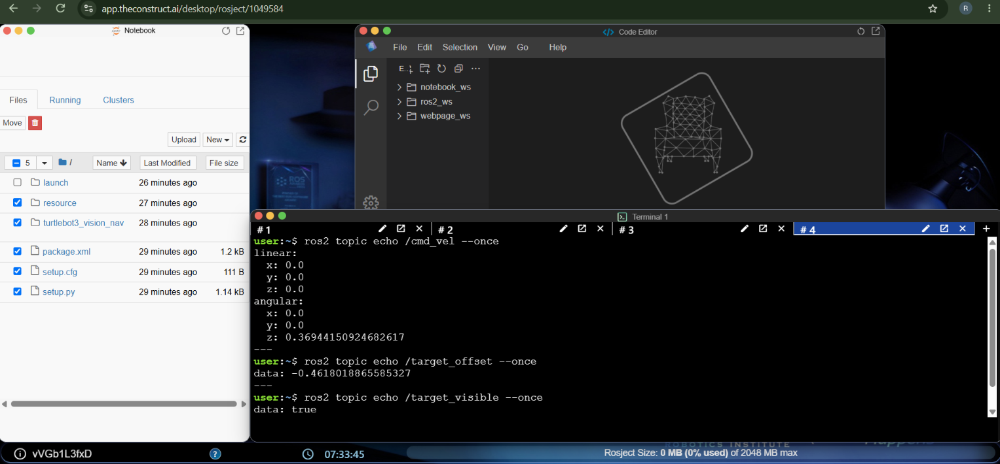 app.theconstruct.ai/desktop/rosject/1049584
R
Notebook
Files
Running
Clusters
Move
Upload
New
5
/
Name
Last Modified
File size
launch
26 minutes ago
resource
27 minutes ago
turtlebot3_vision_nav
28 minutes ago
package.xml
29 minutes ago
1.2 kB
setup.cfg
29 minutes ago
111 B
setup.py
29 minutes ago
1.14 kB
</> Code Editor
File Edit Selection View Go Help
E...
notebook_ws
ros2_ws
webpage_ws
ROS
Terminal 1
#1
#2
#3
#4
user:~$ ros2 topic echo /cmd_vel --once
linear:
x: 0.0
y: 0.0
z: 0.0
angular:
x: 0.0
y: 0.0
z: 0.36944150924682617
---
user:~$ ros2 topic echo /target_offset --once
data: -0.4618018865585327
---
user:~$ ros2 topic echo /target_visible --once
data: true
vVGb1L3fxD
?
07:33:45
ROBOTICS INSTITUTE
Happens
Rosject Size: 0 MB (0% used) of 2048 MB max